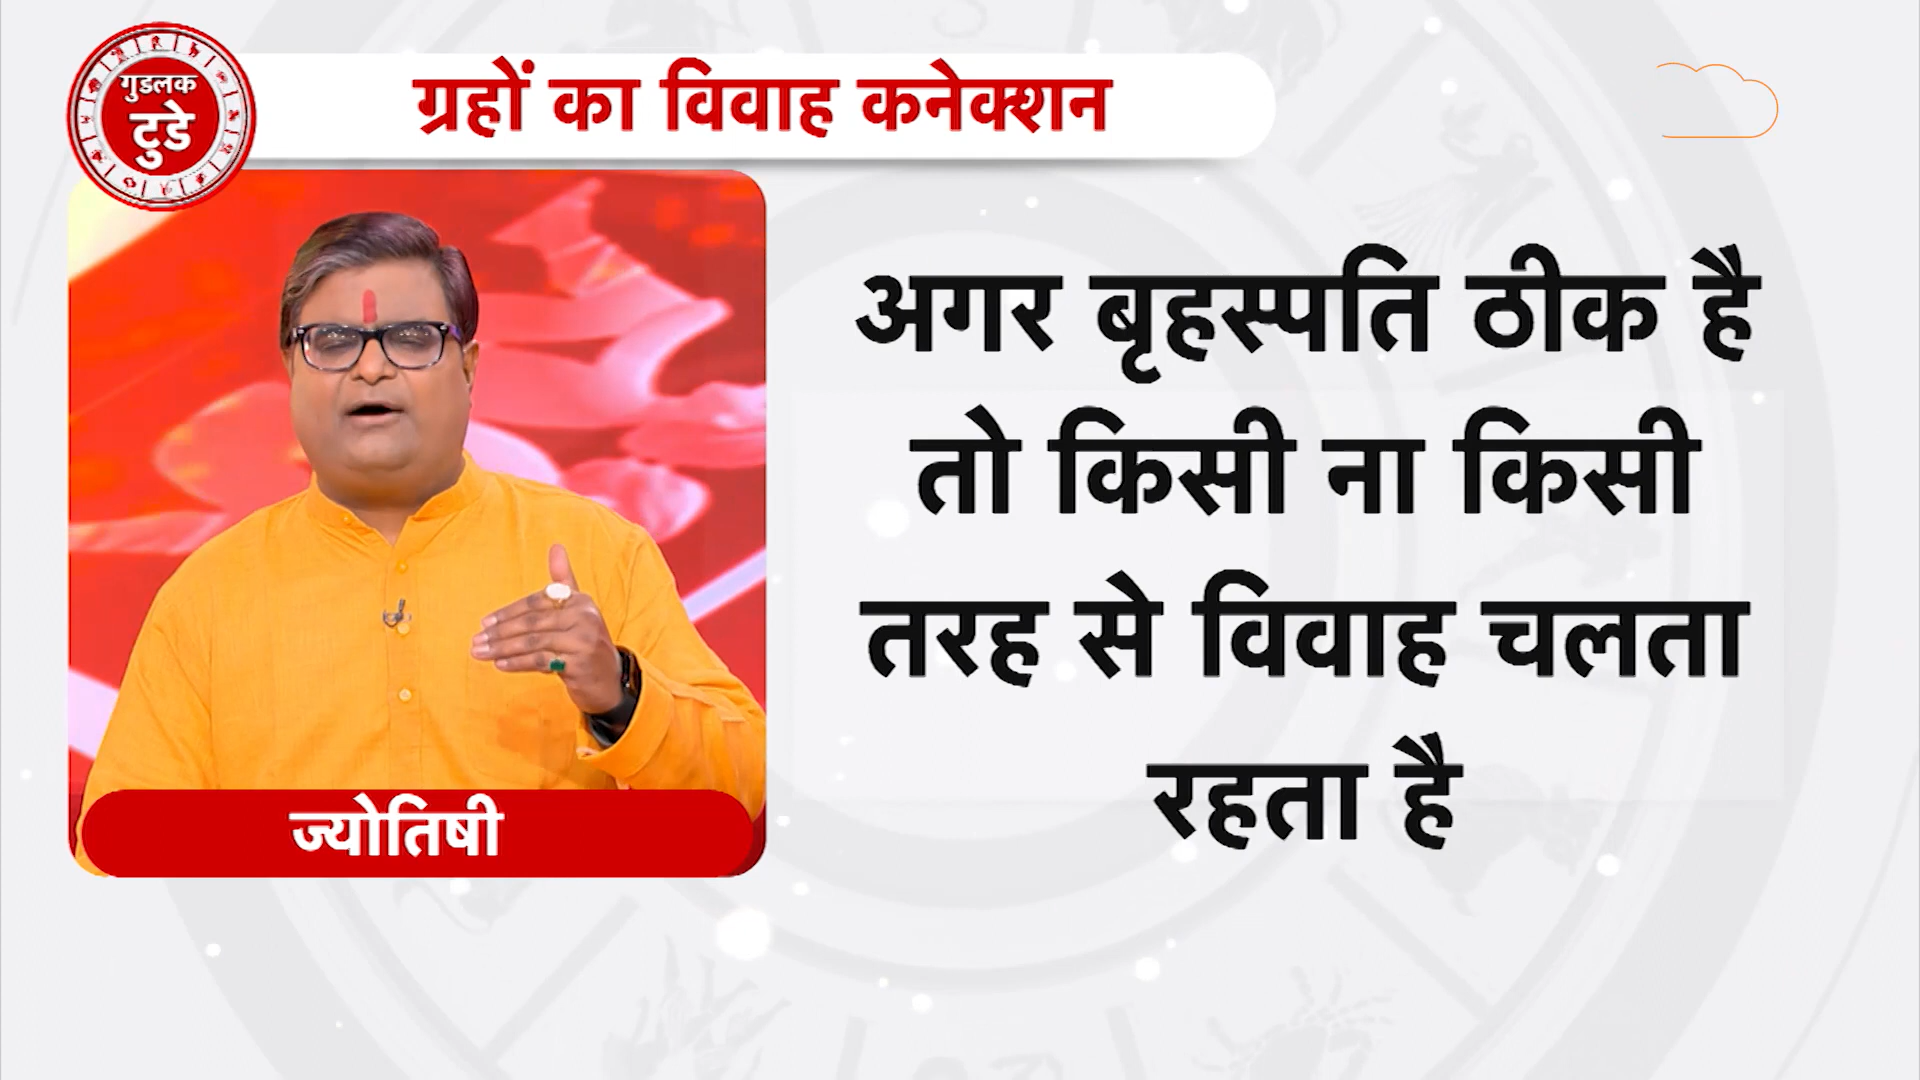 गुडलक
टुडे
ग्रहों का विवाह कनेक्शन
अगर बृहस्पति ठीक है
तो किसी ना किसी
तरह से विवाह चलता
रहता है
ज्योतिषी